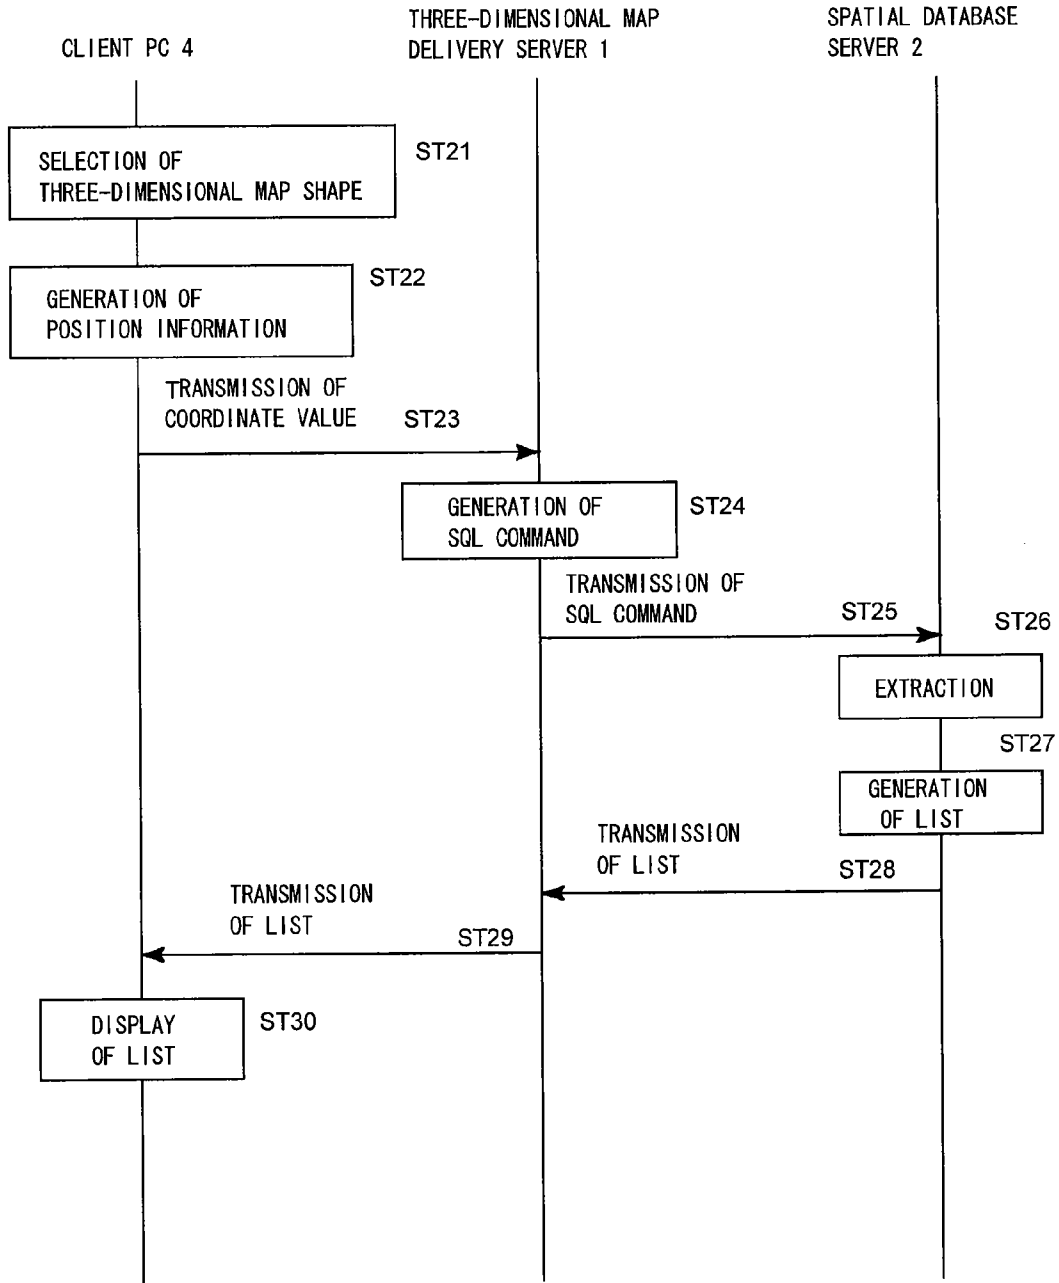 THREE-DIMENSIONAL MAP
DELIVERY SERVER 1
SPATIAL DATABASE
SERVER 2
CLIENT PC 4
SELECTION OF
THREE-DIMENSIONAL MAP SHAPE
ST21
GENERATION OF
POSITION INFORMATION
ST22
TRANSMISSION OF
COORDINATE VALUE
ST23
GENERATION OF
SQL COMMAND
ST24
TRANSMISSION OF
SQL COMMAND
ST25
ST26
EXTRACTION
ST27
GENERATION
OF LIST
TRANSMISSION
OF LIST
ST28
TRANSMISSION
OF LIST
ST29
DISPLAY
OF LIST
ST30